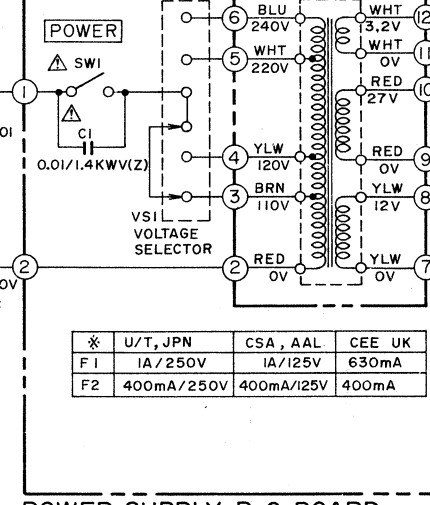 POWER
⚠ SW1
1
⚠
C1
0.01/1.4KWV(Z)
01
6 BLU WHT 12
240V 3,2V
5 WHT WHT 11
220V 0V
RED 10
27V
4 YLW RED 9
120V 0V
3 BRN YLW 8
110V 12V
VS1
VOLTAGE
SELECTOR
2 2 RED YLW 7
0V 0V 0V
※ U/T, JPN CSA, AAL CEE UK
F1 1A/250V 1A/125V 630mA
F2 400mA/250V 400mA/125V 400mA
POWER SUPPLY P.C BOARD